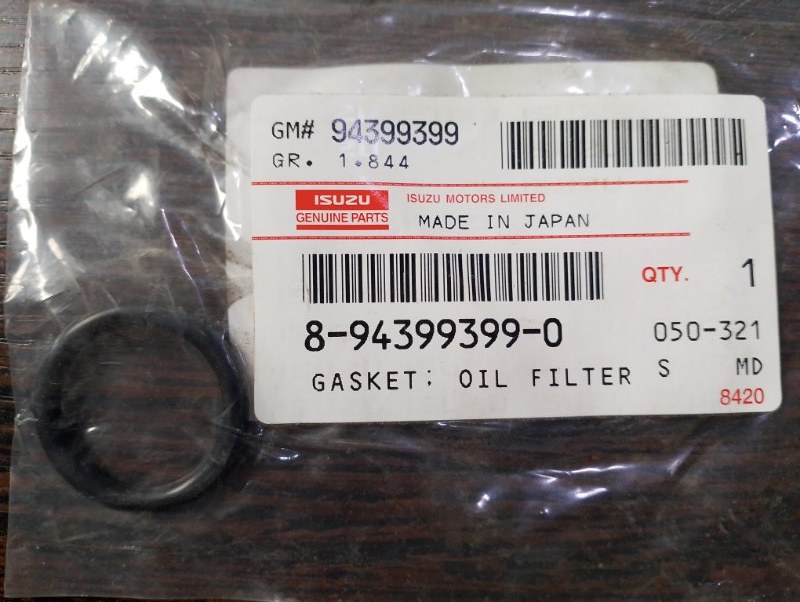 GM# 94399399
GR. 1.844
ISUZU
GENUINE PARTS
ISUZU MOTORS LIMITED
MADE IN JAPAN
QTY. 1
8-94399399-0
050-321
GASKET; OIL FILTER
S MD
8420